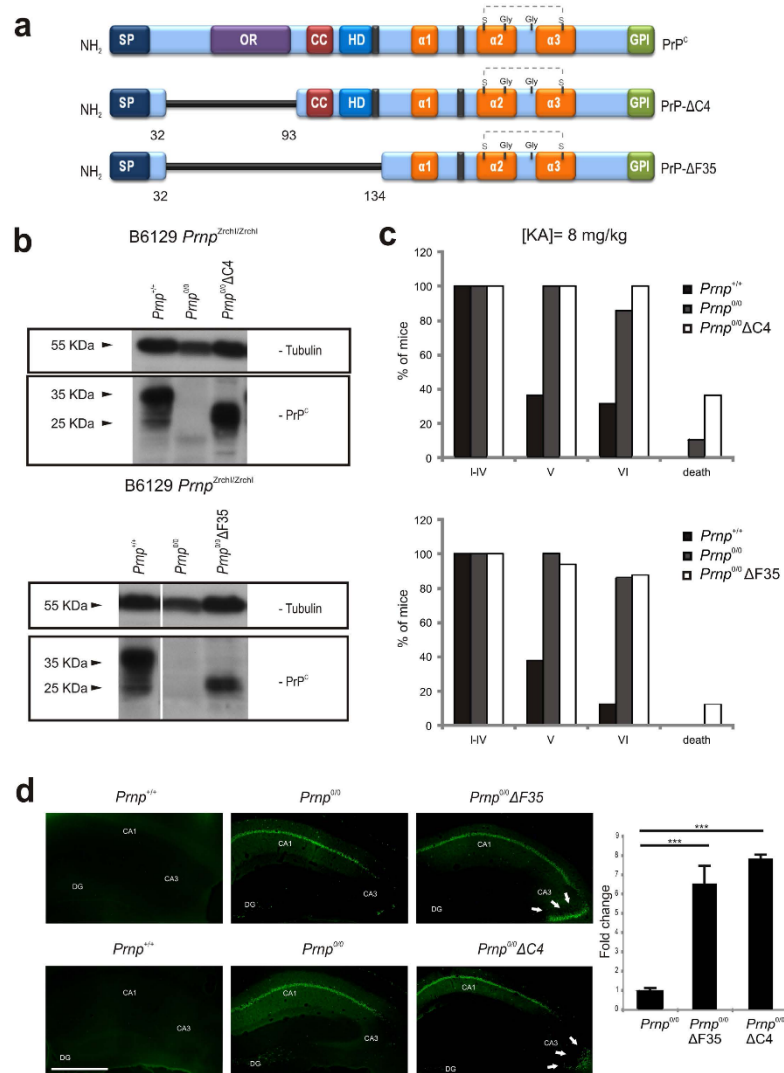 a
S Gly Gly S
NH2 SP OR CC HD α1 α2 α3 GPI PrPC
S Gly Gly S
NH2 SP CC HD α1 α2 α3 GPI PrP-ΔC4
32 93
S Gly Gly S
NH2 SP α1 α2 α3 GPI PrP-ΔF35
32 134
b
B6129 PrnpZrchI/ZrchI
Prnp+/+ Prnp0/0 Prnp0/0ΔC4
55 KDa - Tubulin
35 KDa
25 KDa - PrPC
B6129 PrnpZrchI/ZrchI
Prnp+/+ Prnp0/0 Prnp0/0ΔF35
55 KDa - Tubulin
35 KDa
25 KDa - PrPC
c
[KA]= 8 mg/kg
% of mice
120
100
80
60
40
20
0
I-IV V VI death
Prnp+/+
Prnp0/0
Prnp0/0ΔC4
% of mice
120
100
80
60
40
20
0
I-IV V VI death
Prnp+/+
Prnp0/0
Prnp0/0 ΔF35
d
Prnp+/+ Prnp0/0 Prnp0/0ΔF35
CA1 CA3 DG
CA1 CA3 DG
CA1 CA3 DG
Prnp+/+ Prnp0/0 Prnp0/0ΔC4
CA1 CA3 DG
CA1 CA3 DG
CA1 CA3 DG
Fold change
9
8
7
6
5
4
3
2
1
0
***
***
Prnp0/0 Prnp0/0 ΔF35 Prnp0/0 ΔC4